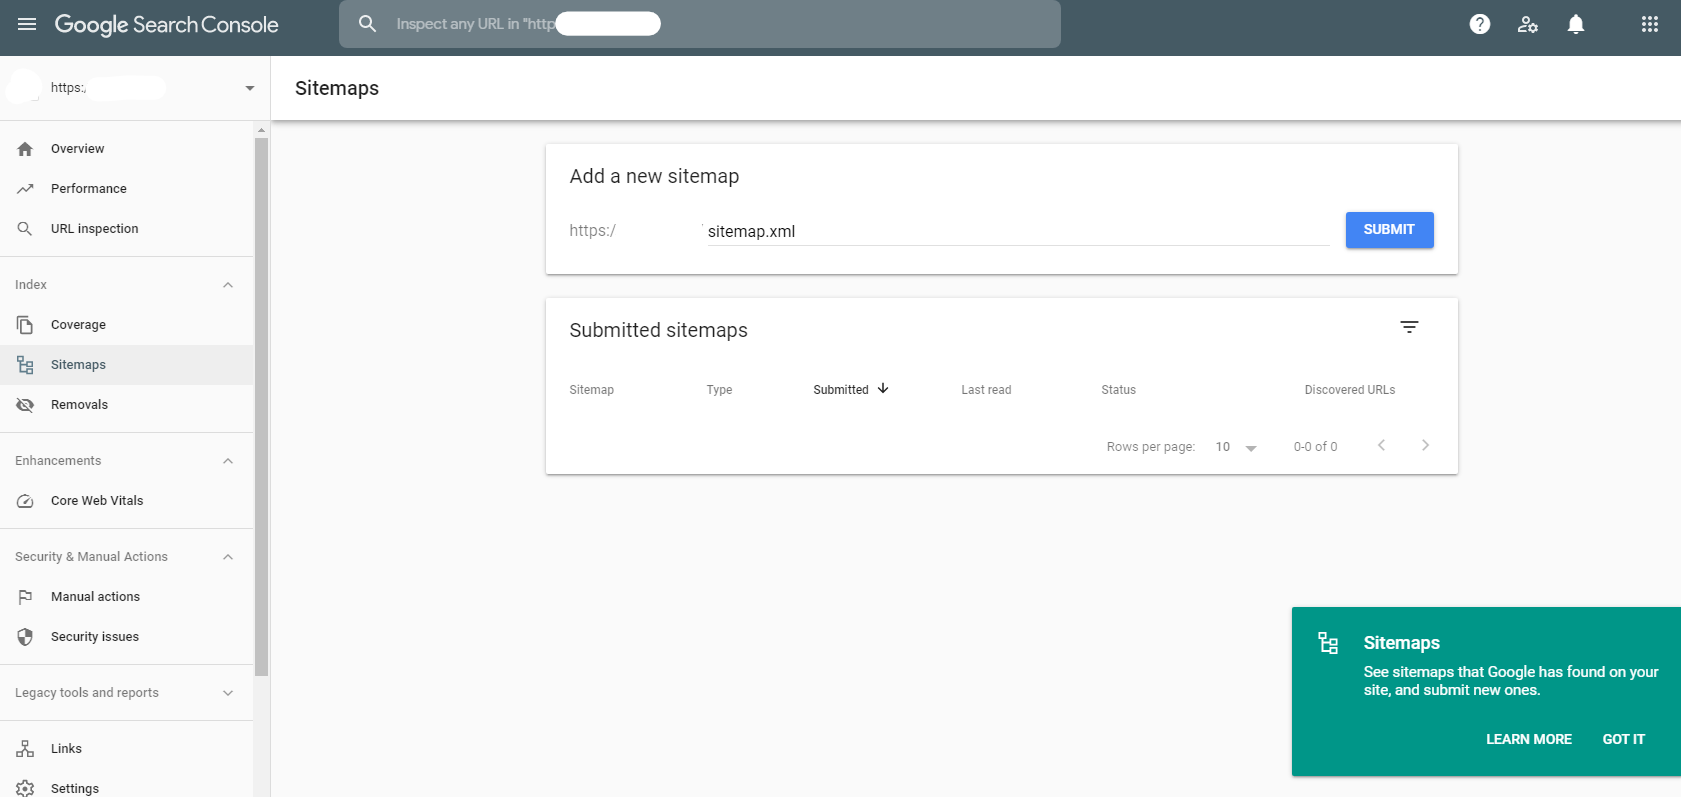 Google Search Console
Inspect any URL in "http
https:/
Sitemaps
Overview
Performance
URL inspection
Index
Coverage
Sitemaps
Removals
Enhancements
Core Web Vitals
Security & Manual Actions
Manual actions
Security issues
Legacy tools and reports
Links
Settings
Add a new sitemap
https:/ sitemap.xml SUBMIT
Submitted sitemaps
Sitemap Type Submitted Last read Status Discovered URLs
Rows per page: 10 0-0 of 0
Sitemaps
See sitemaps that Google has found on your
site, and submit new ones.
LEARN MORE GOT IT